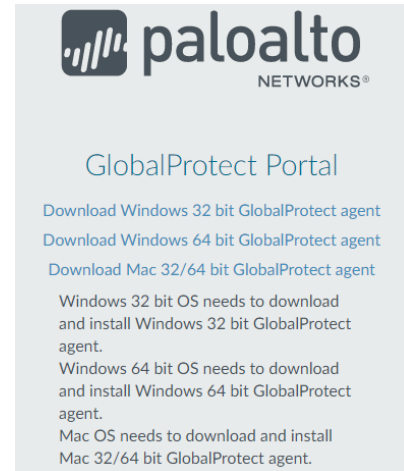 paloalto
NETWORKS®
GlobalProtect Portal
Download Windows 32 bit GlobalProtect agent
Download Windows 64 bit GlobalProtect agent
Download Mac 32/64 bit GlobalProtect agent
Windows 32 bit OS needs to download
and install Windows 32 bit GlobalProtect
agent.
Windows 64 bit OS needs to download
and install Windows 64 bit GlobalProtect
agent.
Mac OS needs to download and install
Mac 32/64 bit GlobalProtect agent.